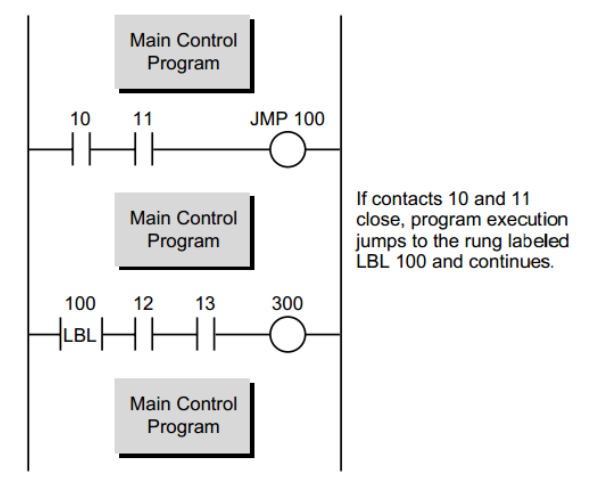 Main Control
Program
10 11 JMP 100
Main Control
Program
If contacts 10 and 11
close, program execution
jumps to the rung labeled
LBL 100 and continues.
100 12 13 300
LBL
Main Control
Program